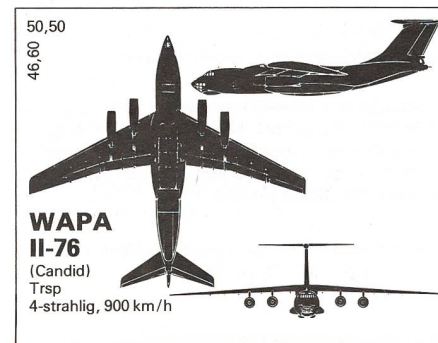 50,50
46,60
WAPA
Il-76
(Candid)
Trsp
4-strahlig, 900 km/h